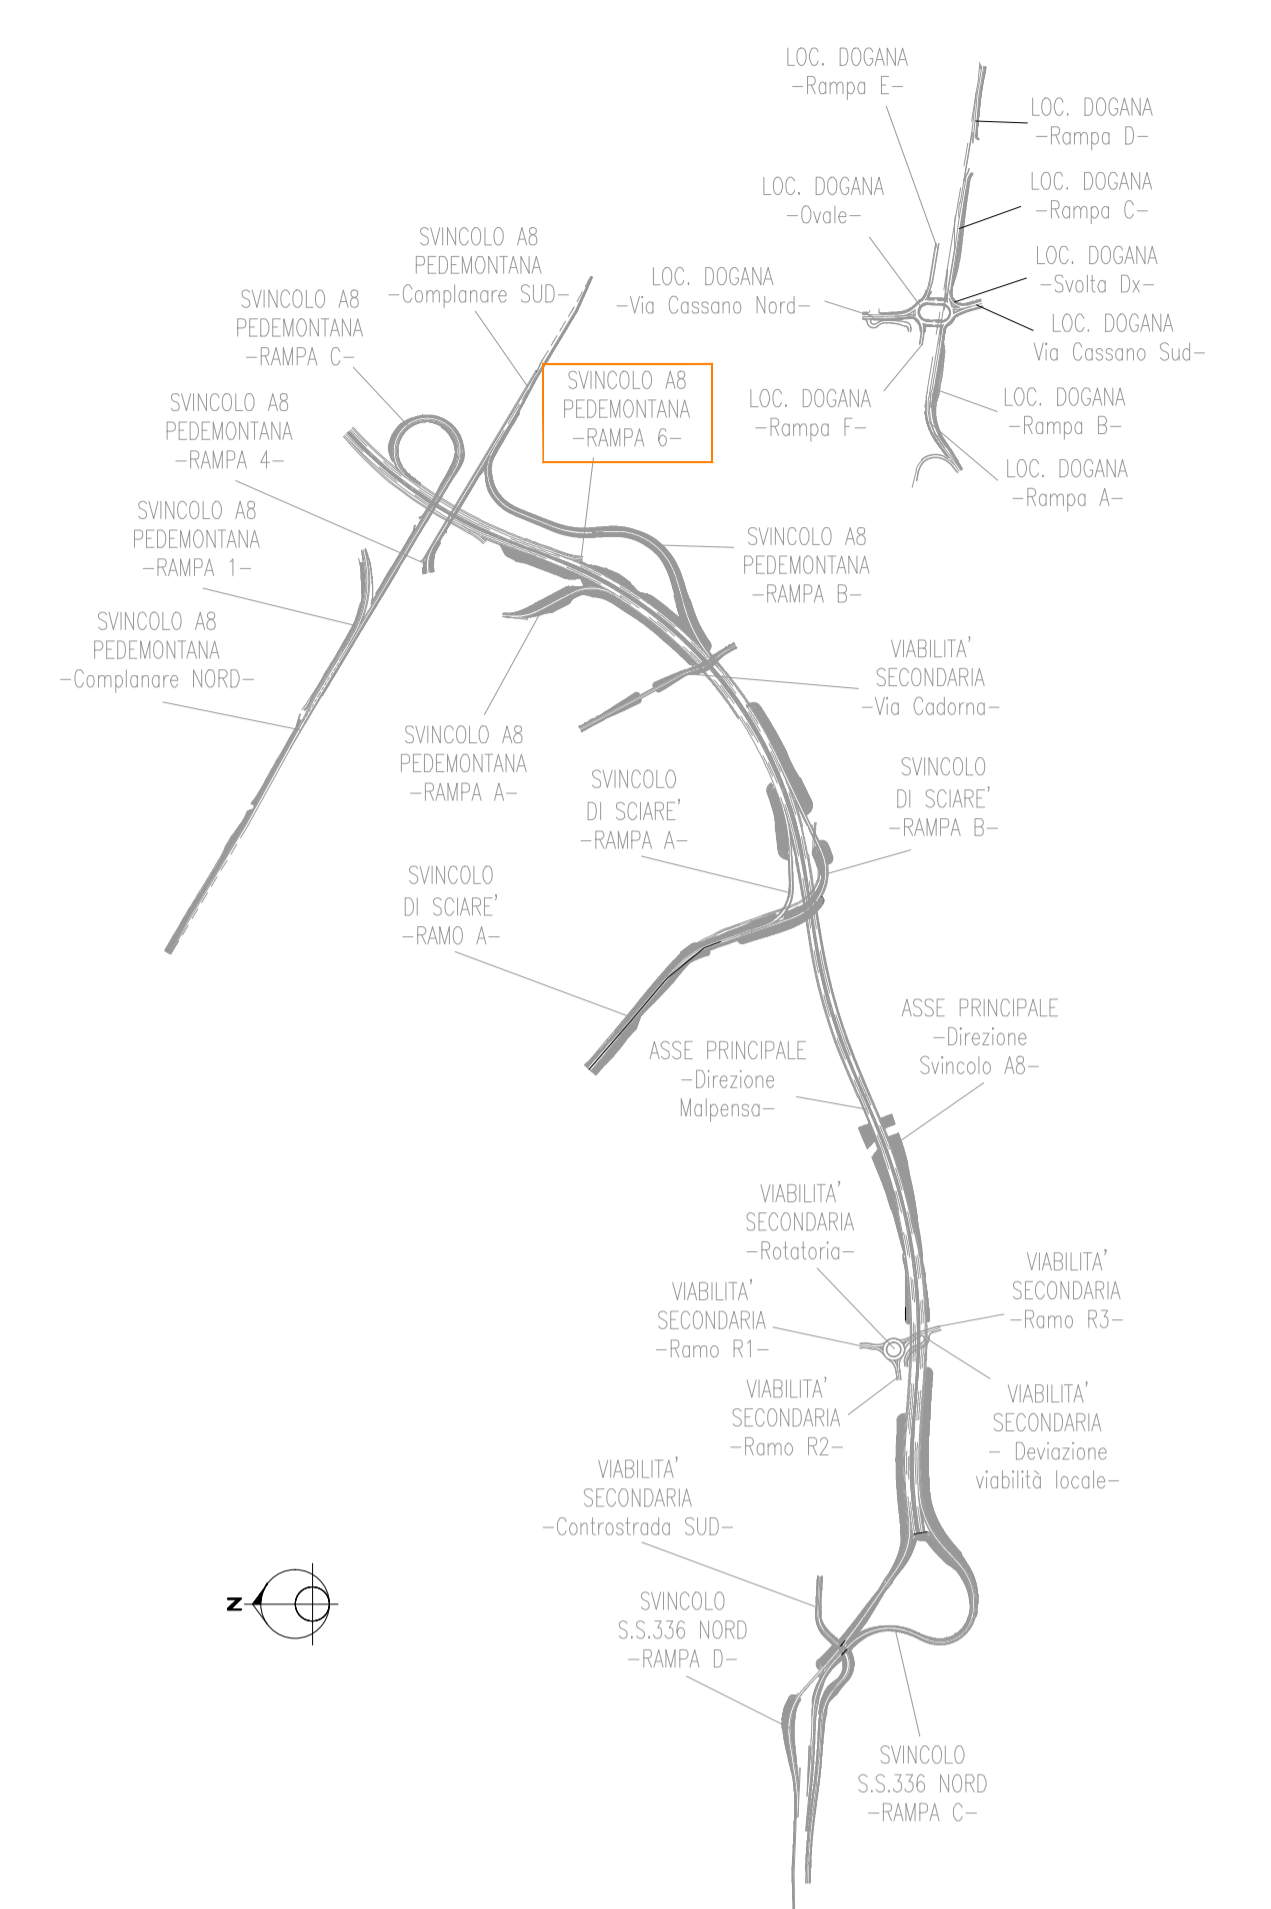 LOC. DOGANA
-Rampa E-
LOC. DOGANA
-Rampa D-
LOC. DOGANA
-Ovale-
LOC. DOGANA
-Rampa C-
SVINCOLO A8
PEDEMONTANA
-Complanare SUD-
LOC. DOGANA
-Via Cassano Nord-
LOC. DOGANA
-Svolta Dx-
SVINCOLO A8
PEDEMONTANA
-RAMPA C-
LOC. DOGANA
Via Cassano Sud-
SVINCOLO A8
PEDEMONTANA
-RAMPA 6-
LOC. DOGANA
-Rampa F-
LOC. DOGANA
-Rampa B-
SVINCOLO A8
PEDEMONTANA
-RAMPA 4-
LOC. DOGANA
-Rampa A-
SVINCOLO A8
PEDEMONTANA
-RAMPA 1-
SVINCOLO A8
PEDEMONTANA
-RAMPA B-
SVINCOLO A8
PEDEMONTANA
-Complanare NORD-
VIABILITA'
SECONDARIA
-Via Cadorna-
SVINCOLO A8
PEDEMONTANA
-RAMPA A-
SVINCOLO
DI SCIARE'
-RAMPA A-
SVINCOLO
DI SCIARE'
-RAMPA B-
SVINCOLO
DI SCIARE'
-RAMO A-
ASSE PRINCIPALE
-Direzione
Svincolo A8-
ASSE PRINCIPALE
-Direzione
Malpensa-
VIABILITA'
SECONDARIA
-Rotatoria-
VIABILITA'
SECONDARIA
-Ramo R3-
VIABILITA'
SECONDARIA
-Ramo R1-
VIABILITA'
SECONDARIA
-Ramo R2-
VIABILITA'
SECONDARIA
- Deviazione
viabilità locale-
VIABILITA'
SECONDARIA
-Controstrada SUD-
N
SVINCOLO
S.S.336 NORD
-RAMPA D-
SVINCOLO
S.S.336 NORD
-RAMPA C-